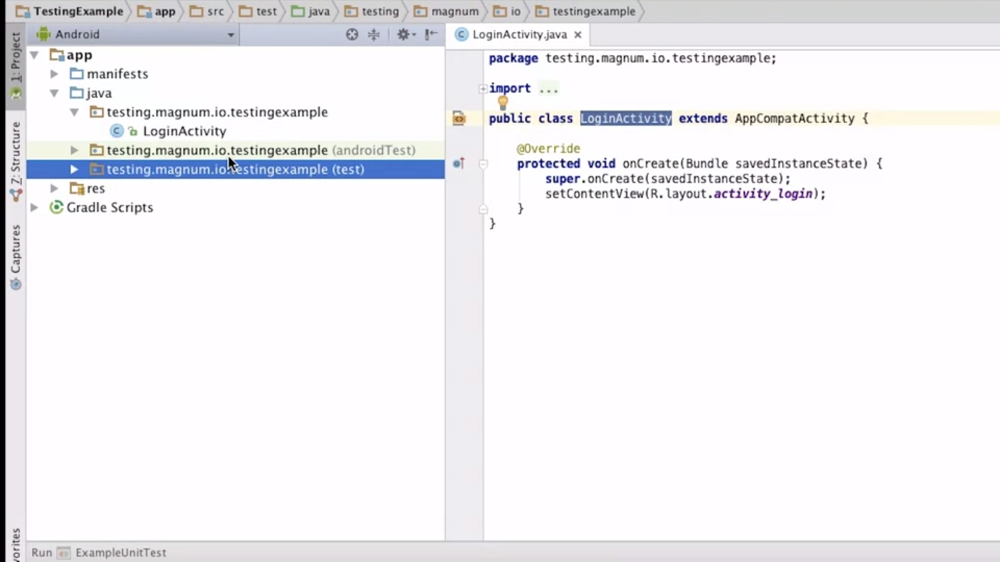 TestingExample app src test java testing magnum io testingexample
1: Project
Z: Structure
Captures
Android
app
manifests
java
testing.magnum.io.testingexample
LoginActivity
testing.magnum.io.testingexample (androidTest)
testing.magnum.io.testingexample (test)
res
Gradle Scripts
LoginActivity.java
package testing.magnum.io.testingexample;
import ...
public class LoginActivity extends AppCompatActivity {
@Override
protected void onCreate(Bundle savedInstanceState) {
super.onCreate(savedInstanceState);
setContentView(R.layout.activity_login);
}
}
vorites
Run ExampleUnitTest